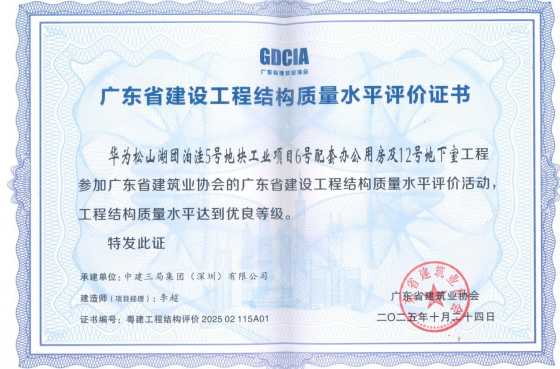 GDCIA
广东省建筑业协会
广东省建设工程结构质量水平评价证书
华为松山湖团泊洼5号地块工业项目6号配套办公用房及12号地下室工程
参加广东省建筑业协会的广东省建设工程结构质量水平评价活动，
工程结构质量水平达到优良等级。
特发此证
承建单位：中建三局集团（深圳）有限公司
建造师（项目经理）：李超
证书编号：粤建工程结构评价 2025 02 115A01
广东省建筑业协会
二〇二五年十月二十四日